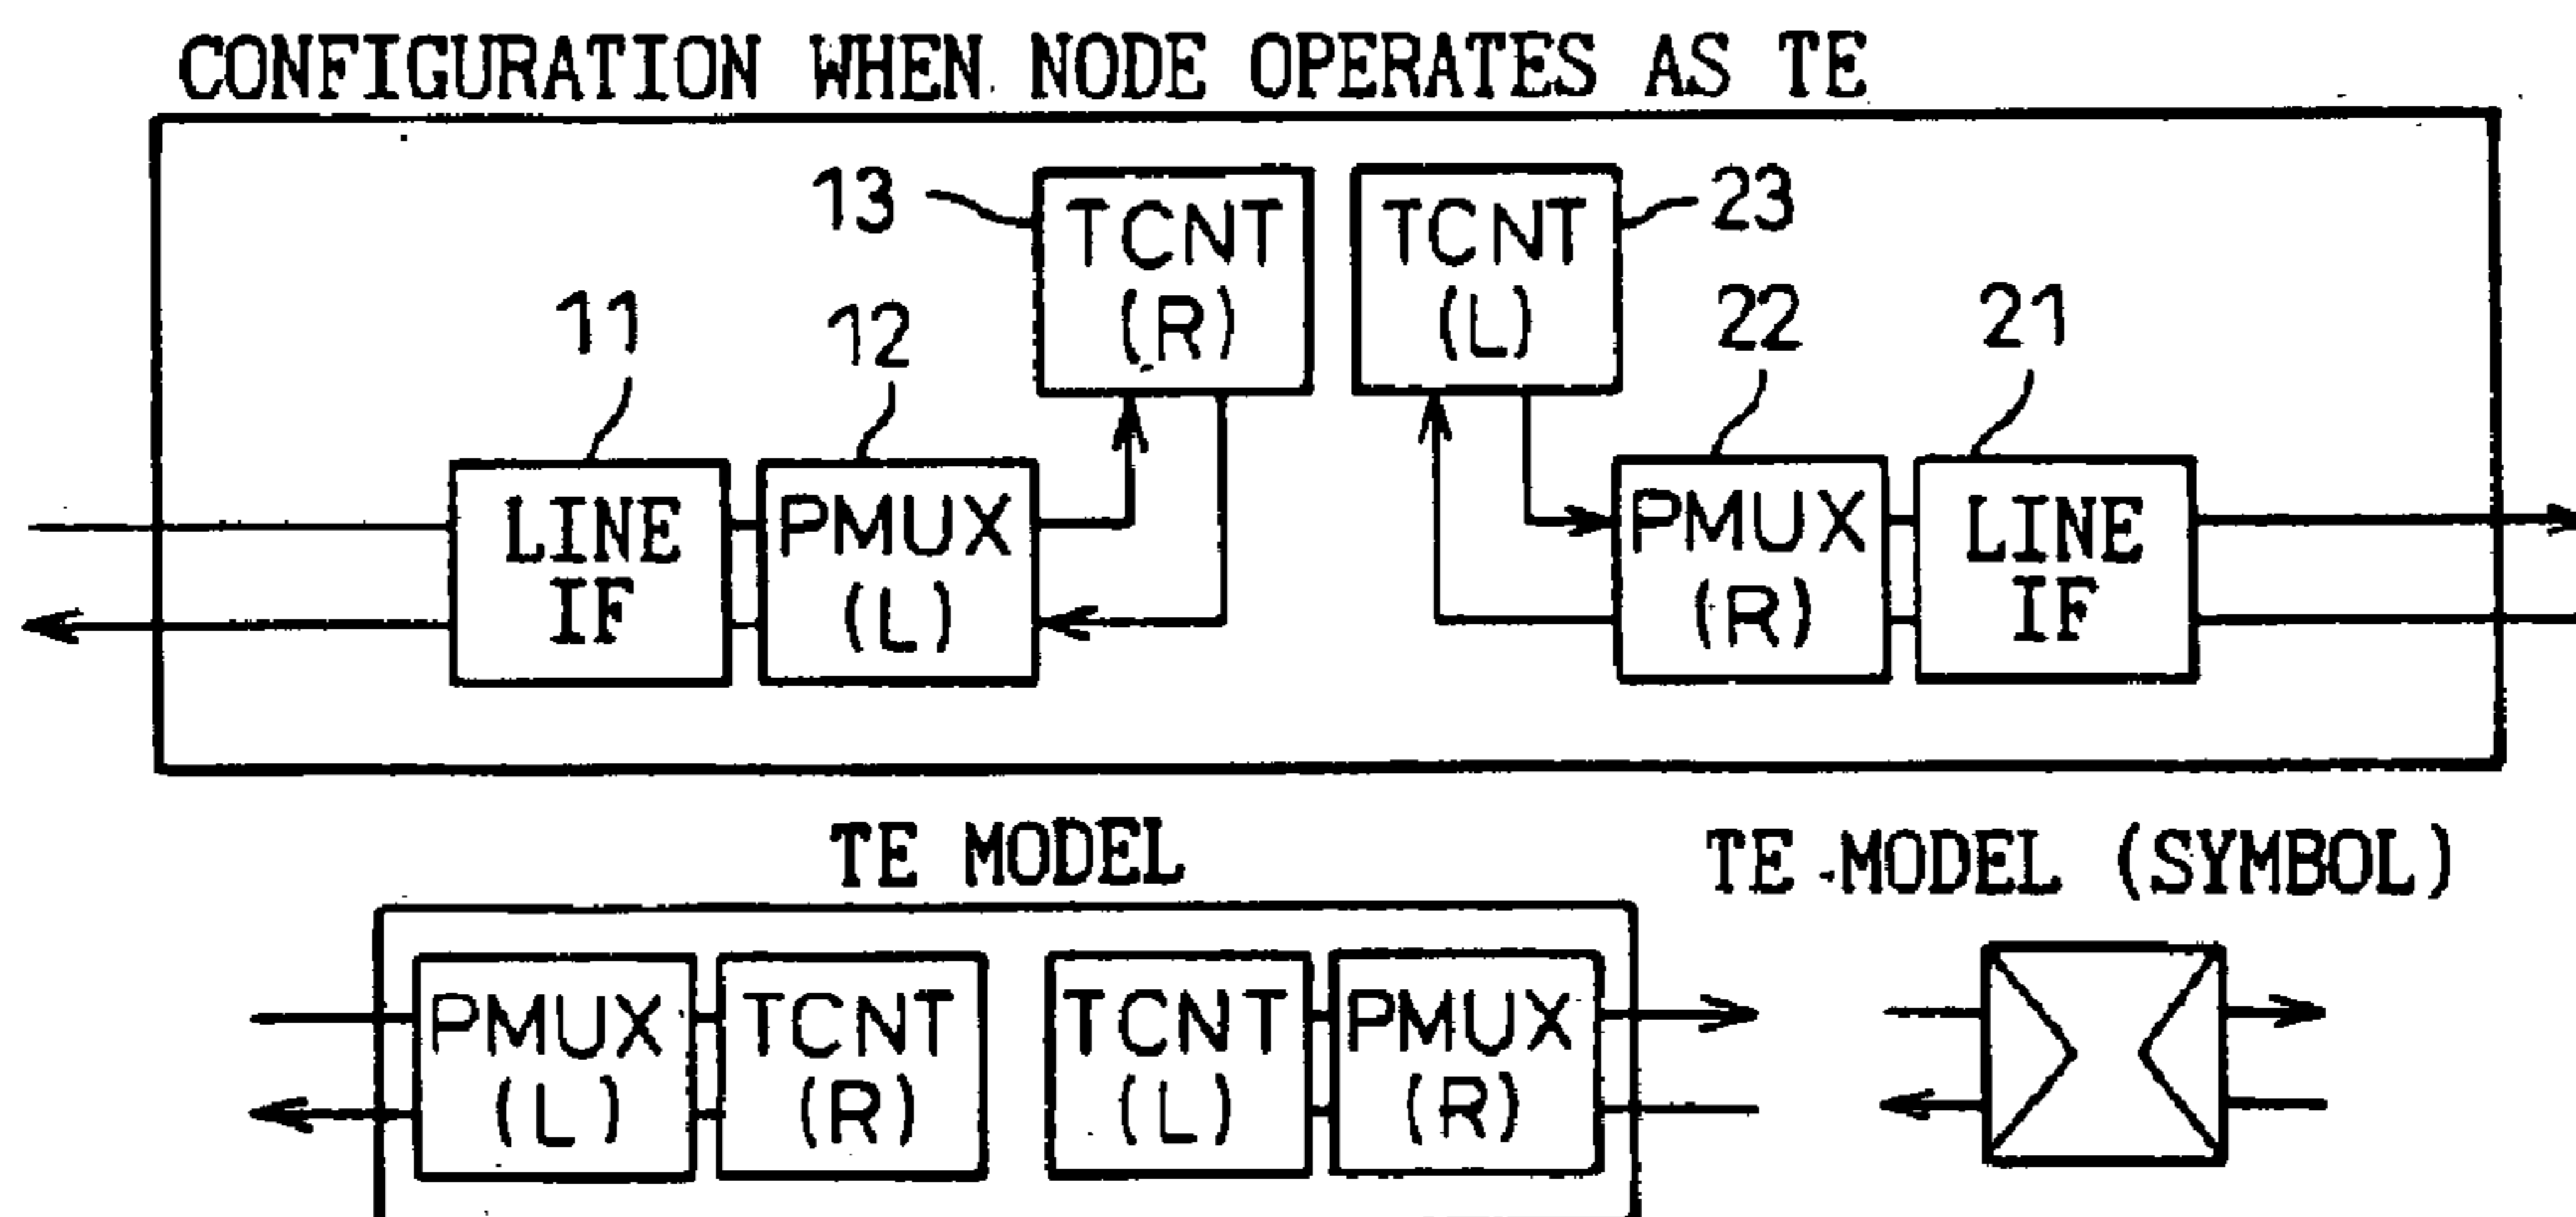 CONFIGURATION WHEN NODE OPERATES AS TE
13
TCNT
(R)
TCNT
(L)
23
11
12
22
21
LINE
IF
PMUX
(L)
PMUX
(R)
LINE
IF
TE MODEL
TE MODEL (SYMBOL)
PMUX
(L)
TCNT
(R)
TCNT
(L)
PMUX
(R)